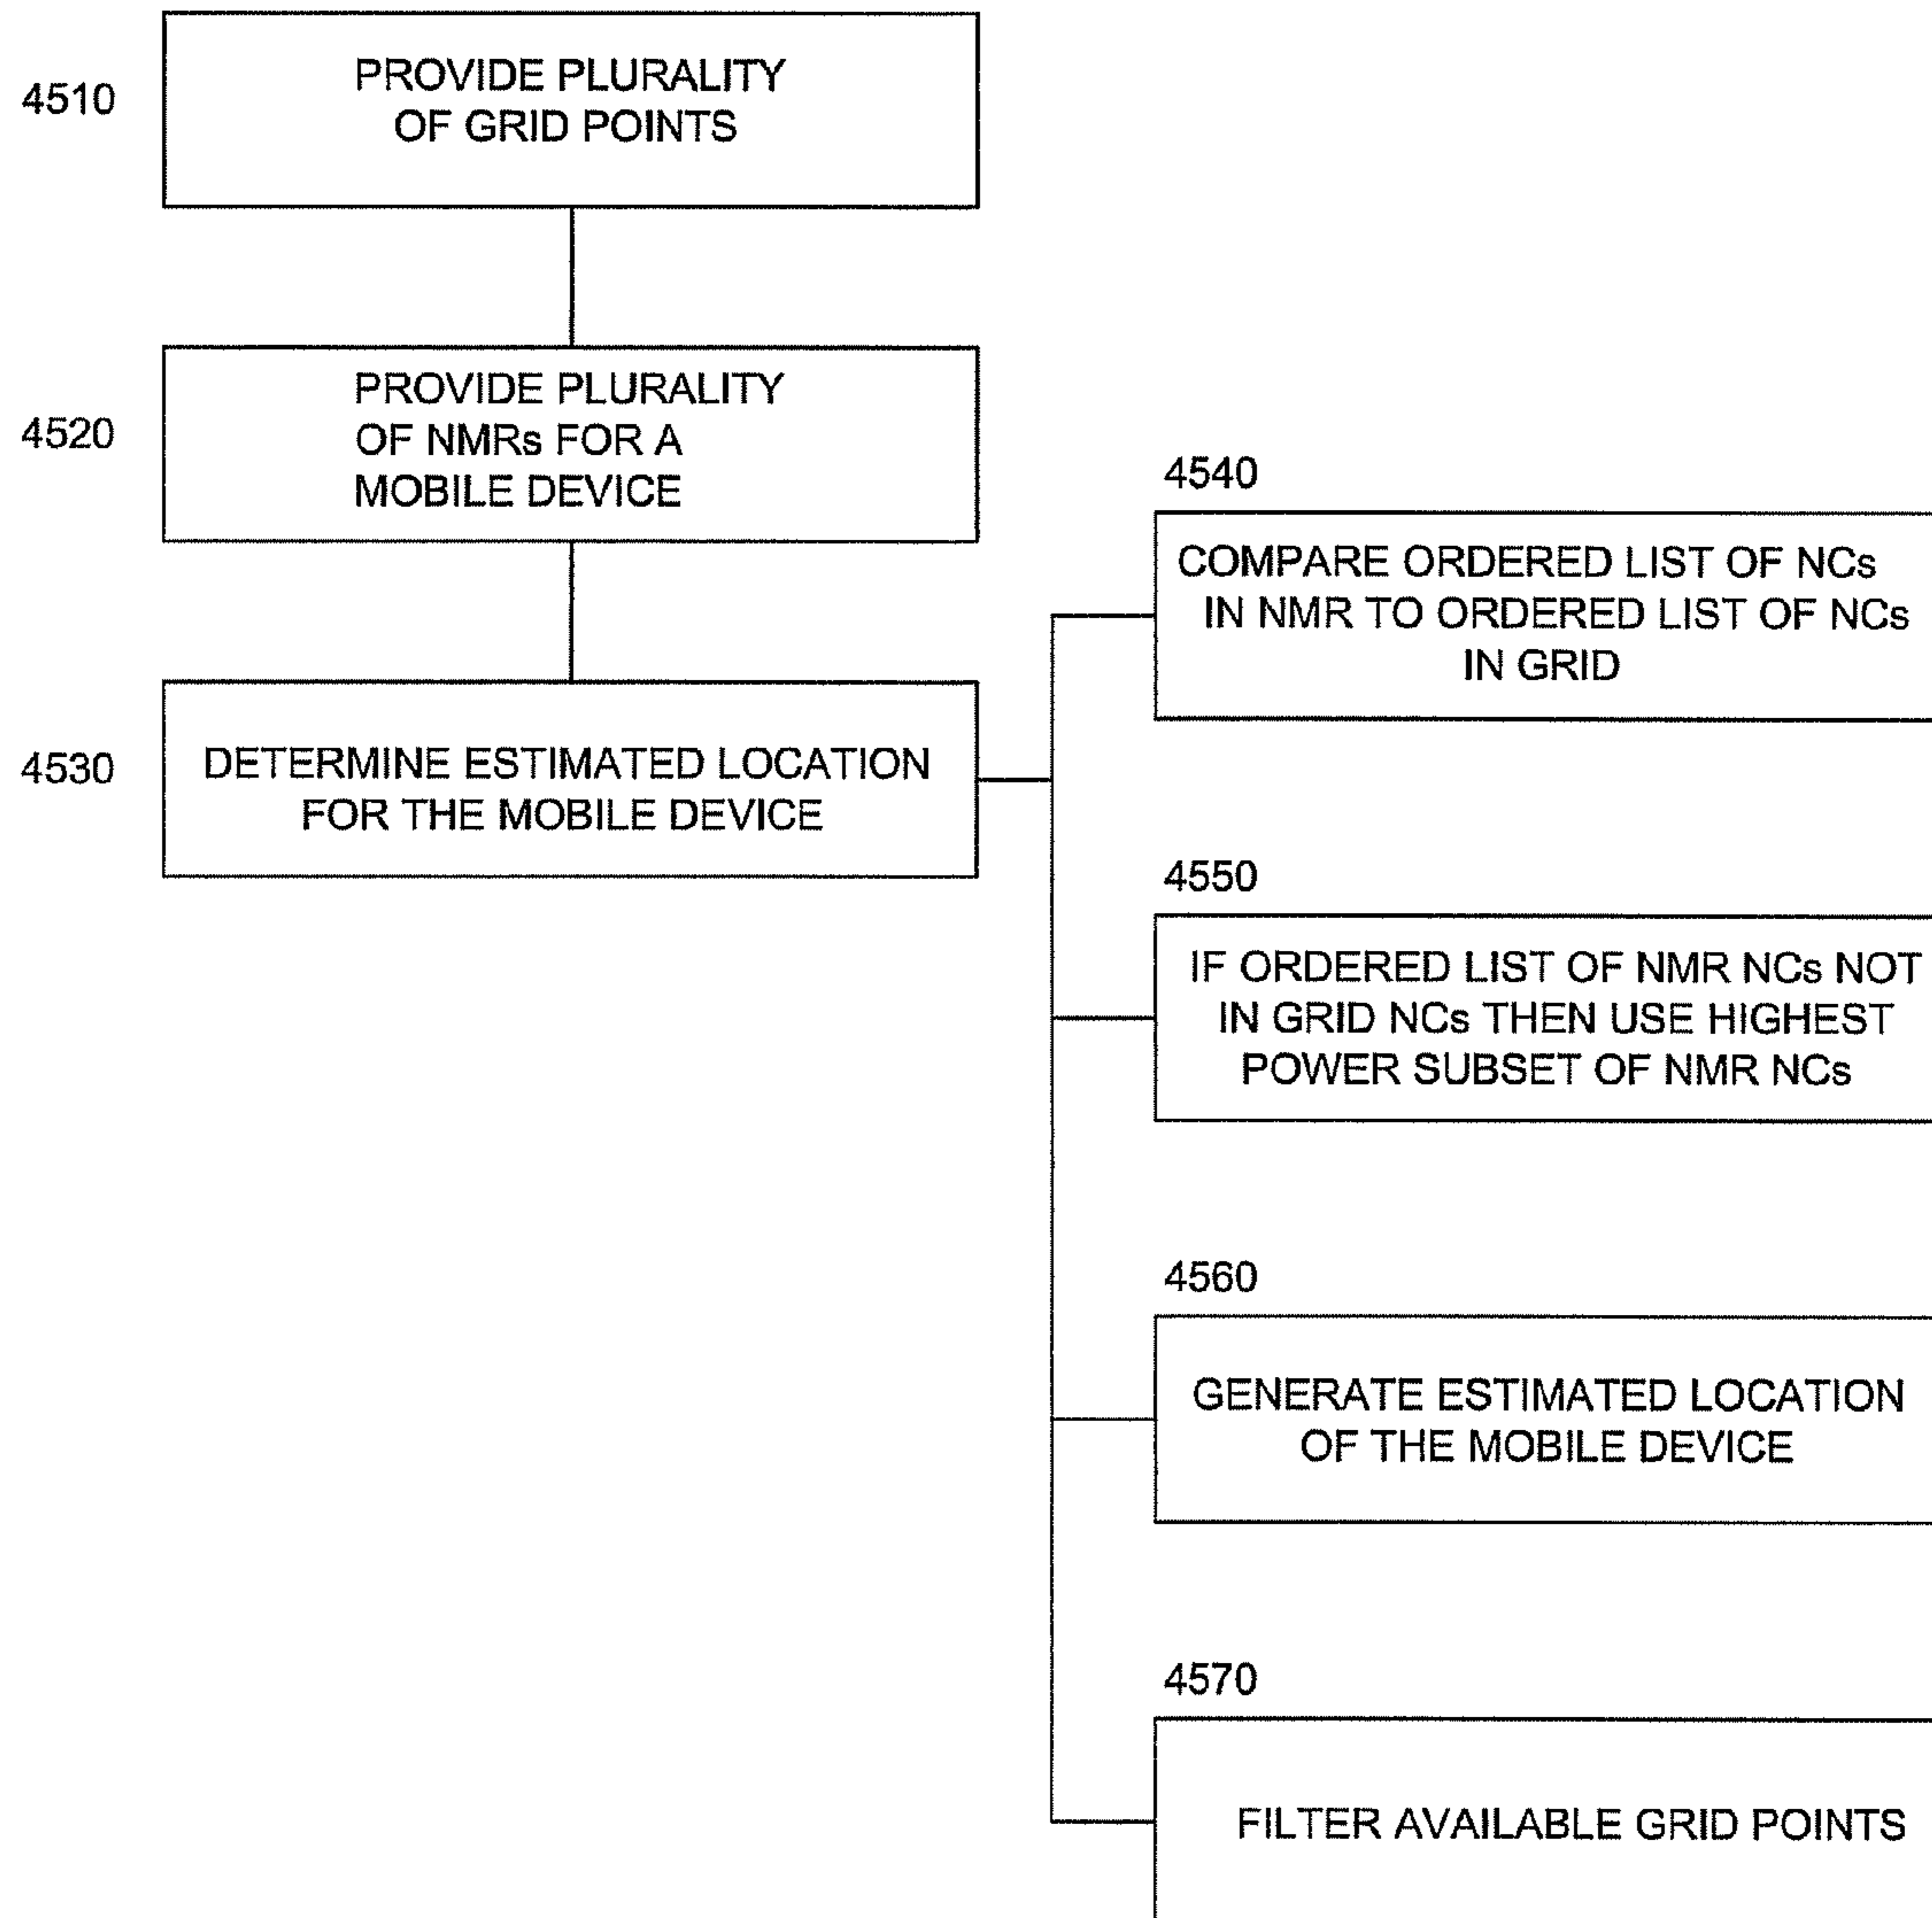 4510
PROVIDE PLURALITY
OF GRID POINTS
4520
PROVIDE PLURALITY
OF NMRs FOR A
MOBILE DEVICE
4530
DETERMINE ESTIMATED LOCATION
FOR THE MOBILE DEVICE
4540
COMPARE ORDERED LIST OF NCs
IN NMR TO ORDERED LIST OF NCs
IN GRID
4550
IF ORDERED LIST OF NMR NCs NOT
IN GRID NCs THEN USE HIGHEST
POWER SUBSET OF NMR NCs
4560
GENERATE ESTIMATED LOCATION
OF THE MOBILE DEVICE
4570
FILTER AVAILABLE GRID POINTS